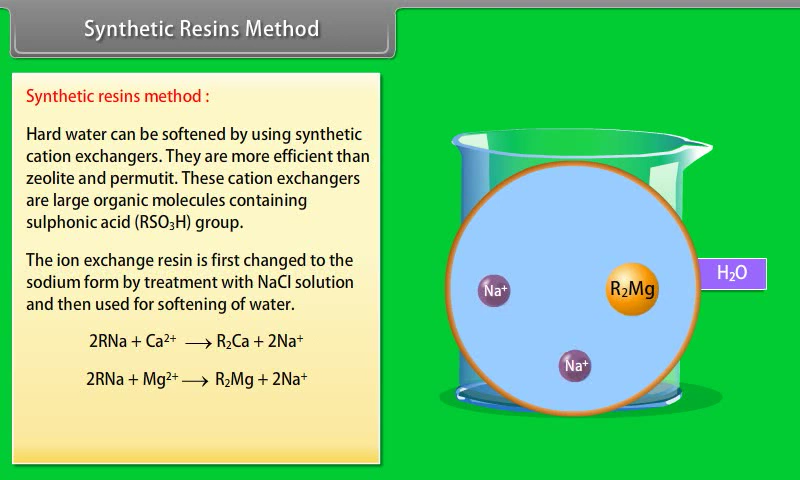 Synthetic Resins Method
Synthetic resins method :
Hard water can be softened by using synthetic
cation exchangers. They are more efficient than
zeolite and permutit. These cation exchangers
are large organic molecules containing
sulphonic acid (RSO₃H) group.
The ion exchange resin is first changed to the
sodium form by treatment with NaCl solution
and then used for softening of water.
2RNa + Ca²⁺ ⟶ R₂Ca + 2Na⁺
2RNa + Mg²⁺ ⟶ R₂Mg + 2Na⁺
H₂O
Na⁺
R₂Mg
Na⁺